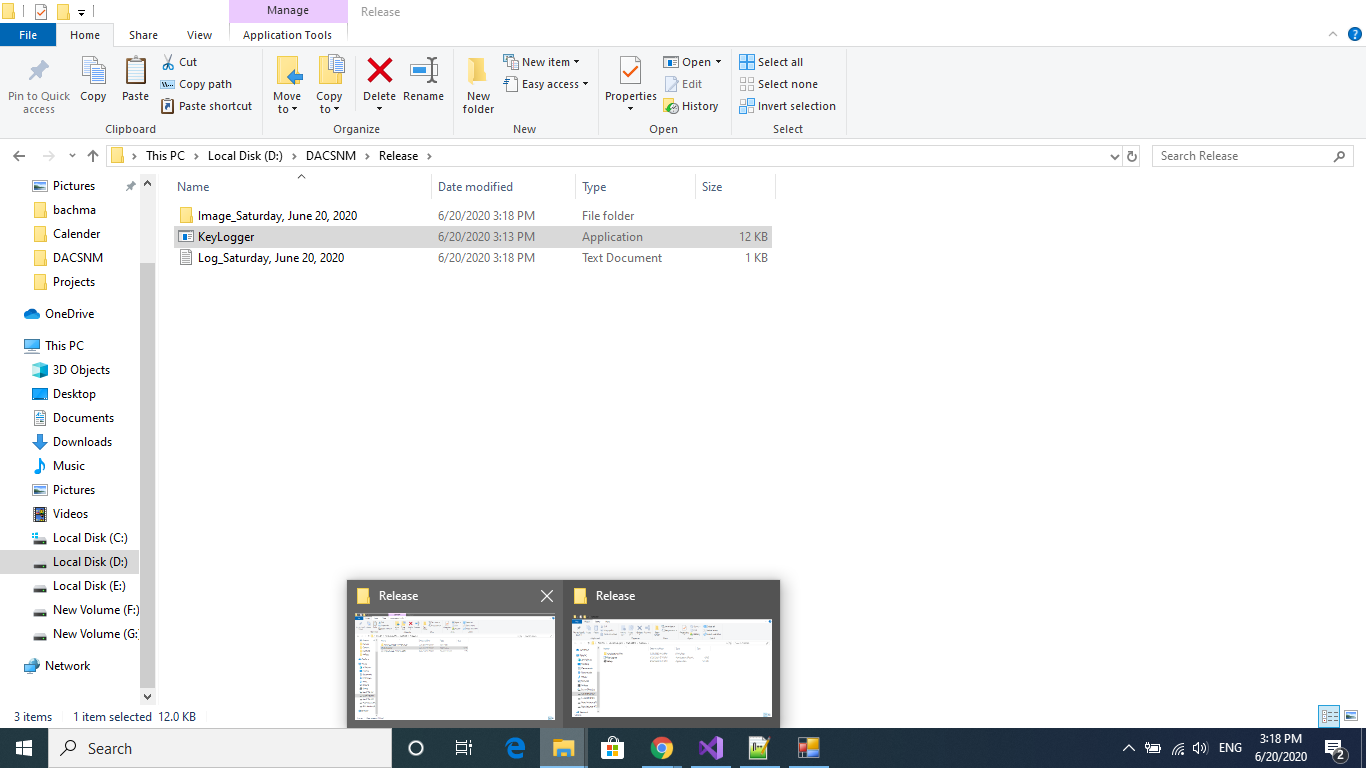 Manage
Release
File
Home
Share
View
Application Tools
Pin to Quick access
Copy
Paste
Cut
Copy path
Paste shortcut
Move to
Copy to
Delete
Rename
New folder
New item
Easy access
Properties
Open
Edit
History
Select all
Select none
Invert selection
Clipboard
Organize
New
Open
Select
This PC
Local Disk (D:)
DACSNM
Release
Search Release
Name
Date modified
Type
Size
Image_Saturday, June 20, 2020
6/20/2020 3:18 PM
File folder
KeyLogger
6/20/2020 3:13 PM
Application
12 KB
Log_Saturday, June 20, 2020
6/20/2020 3:18 PM
Text Document
1 KB
Pictures
bachma
Calender
DACSNM
Projects
OneDrive
This PC
3D Objects
Desktop
Documents
Downloads
Music
Pictures
Videos
Local Disk (C:)
Local Disk (D:)
Local Disk (E:)
New Volume (F:)
New Volume (G:
Network
Release
Release
3 items
1 item selected
12.0 KB
Search
ENG
3:18 PM
6/20/2020
2